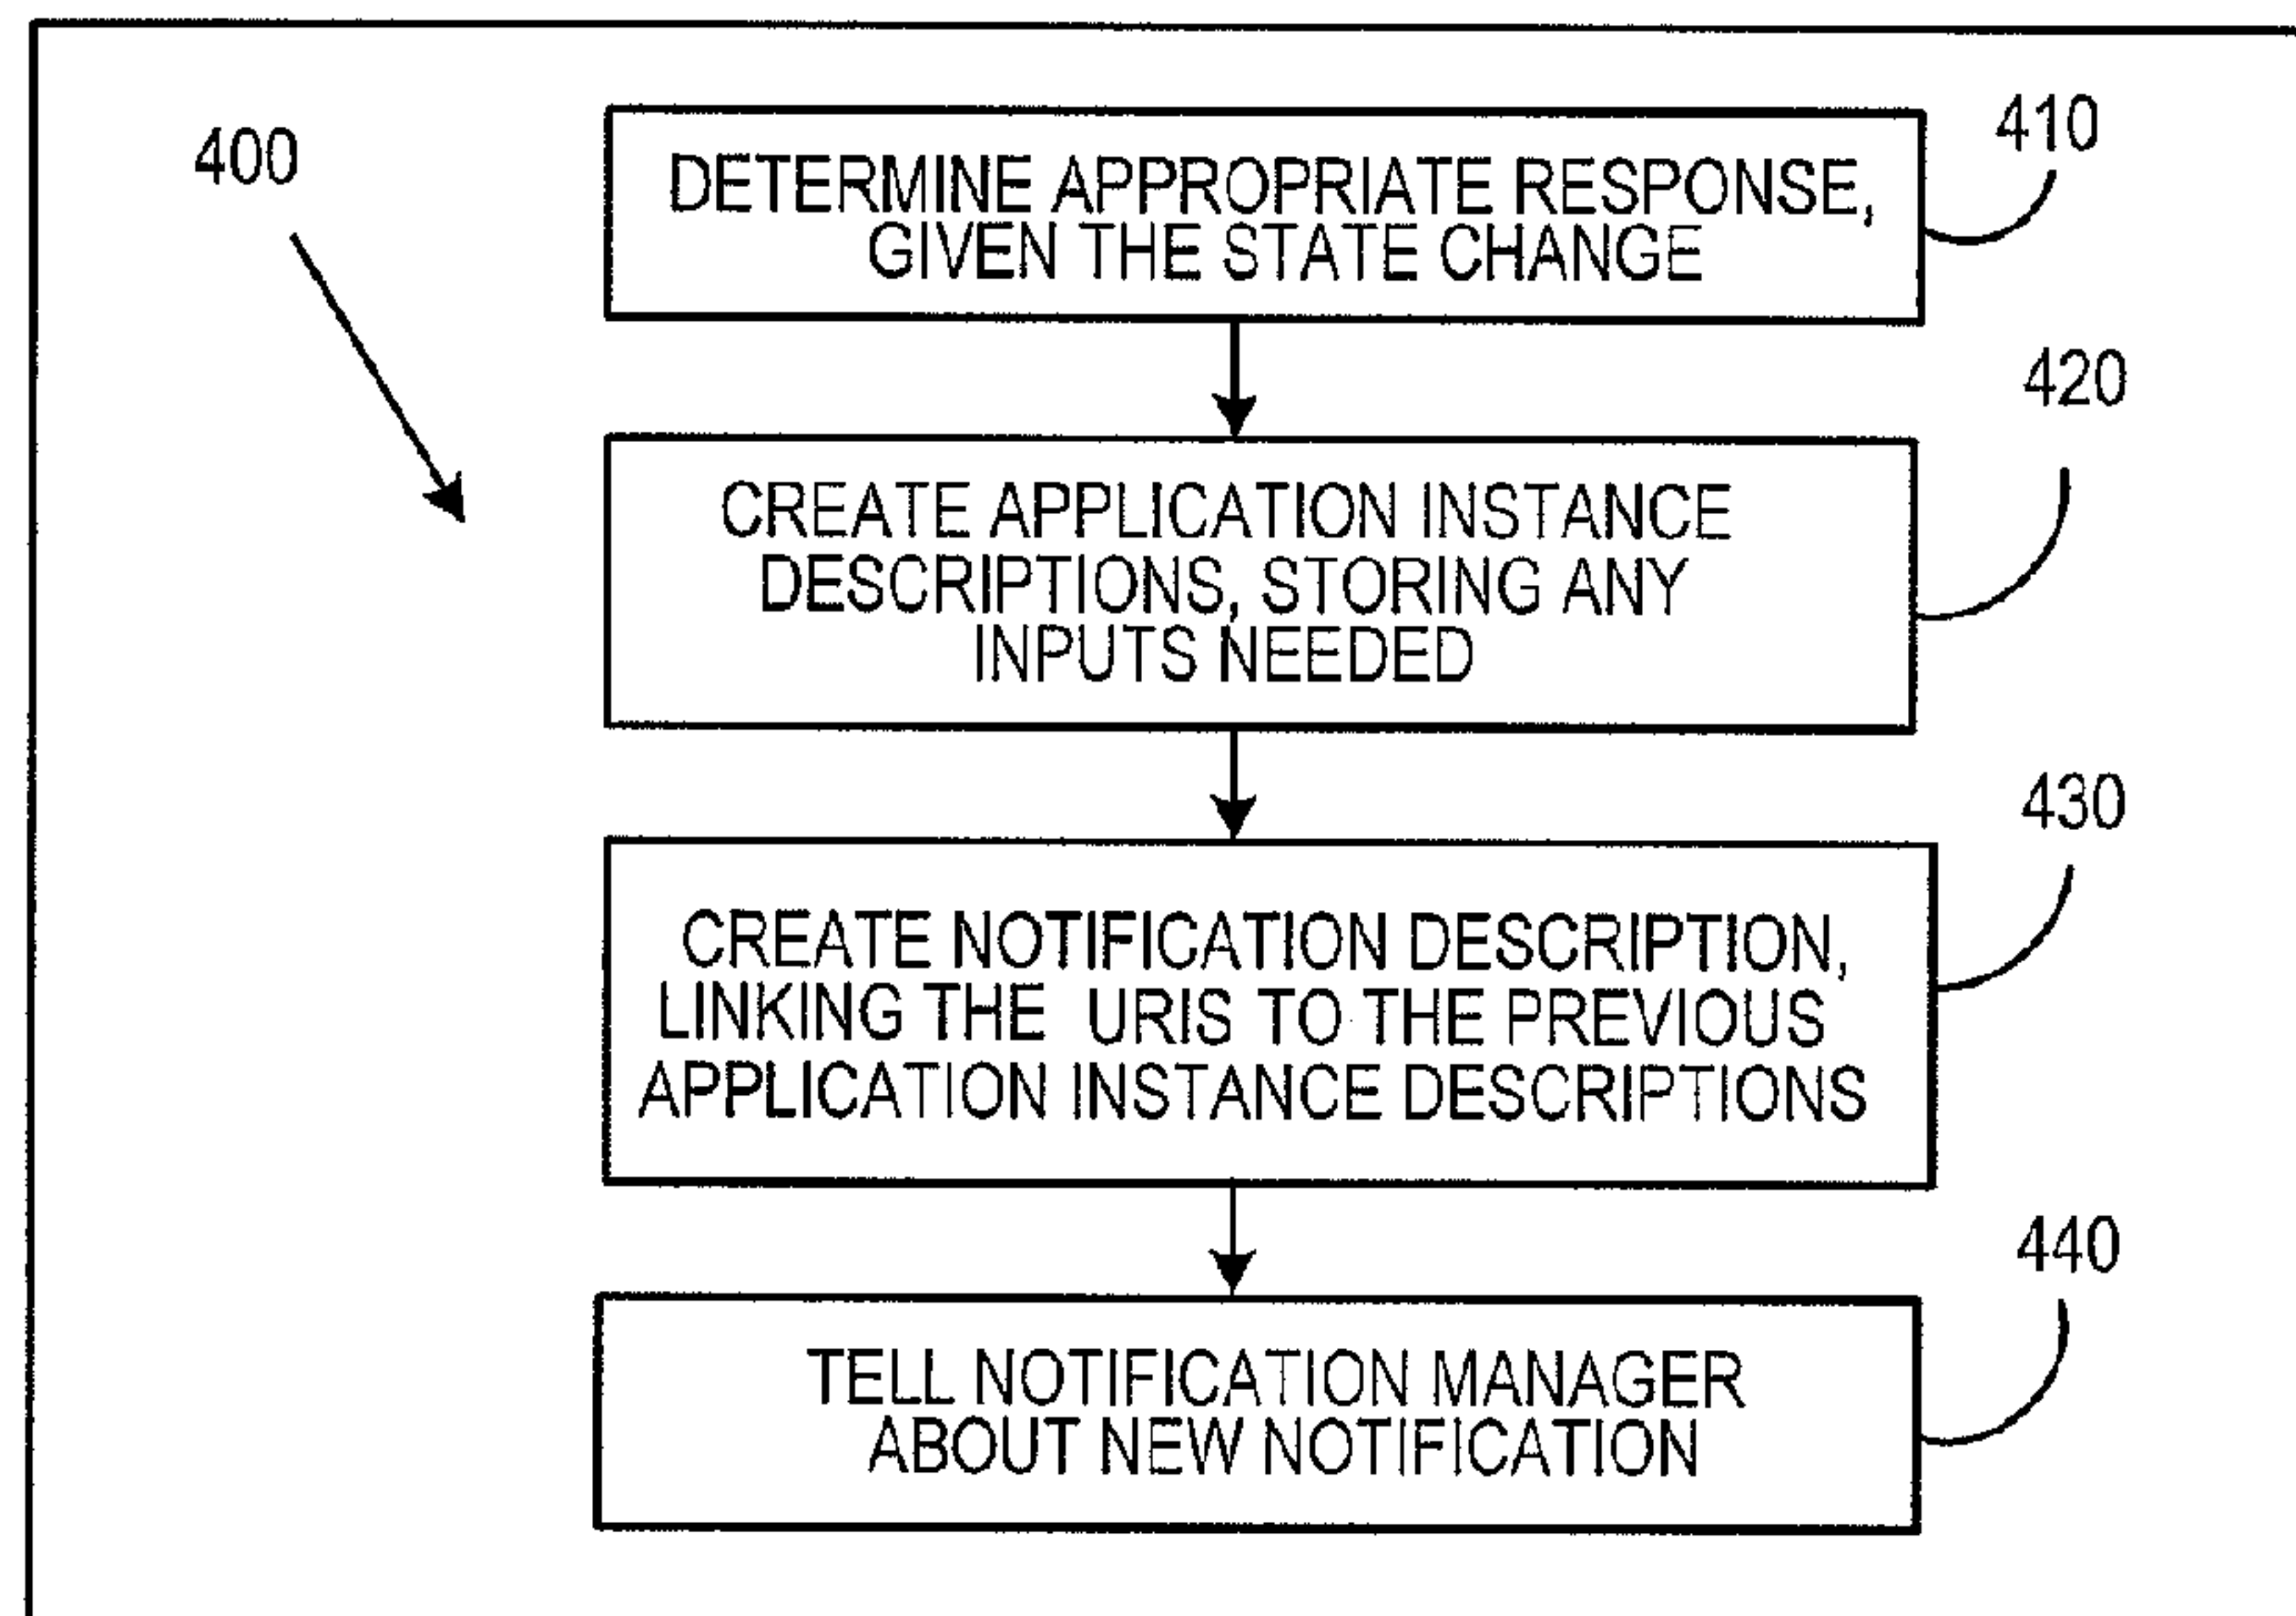 400
410
DETERMINE APPROPRIATE RESPONSE,
GIVEN THE STATE CHANGE
420
CREATE APPLICATION INSTANCE
DESCRIPTIONS, STORING ANY
INPUTS NEEDED
430
CREATE NOTIFICATION DESCRIPTION,
LINKING THE URIS TO THE PREVIOUS
APPLICATION INSTANCE DESCRIPTIONS
440
TELL NOTIFICATION MANAGER
ABOUT NEW NOTIFICATION